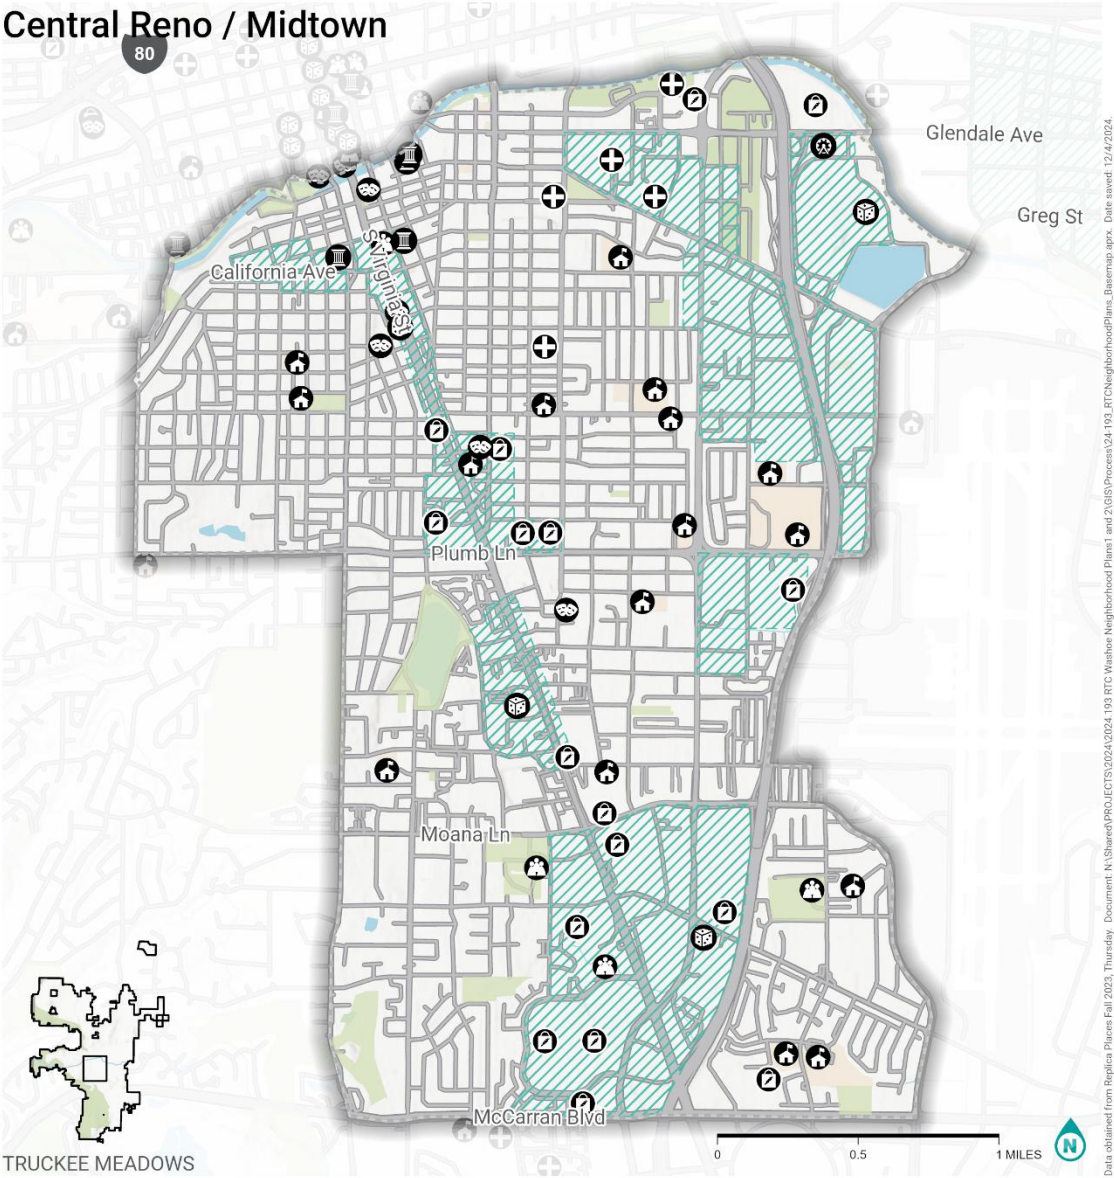 Central Reno / Midtown
80
Glendale Ave
Greg St
California Ave
S Virginia St
Plumb Ln
Moana Ln
McCarran Blvd
TRUCKEE MEADOWS
0 0.5 1 MILES
N
Data obtained from Replica Places Fall 2023, Thursday. Document: N:\Shared\PROJECTS\2024\2024.193 RTC Washoe Neighborhood Plans1 and 2\GIS\Process\24-193_RTCNeighborhoodPlans_Basemap.aprx. Date saved: 12/4/2024.